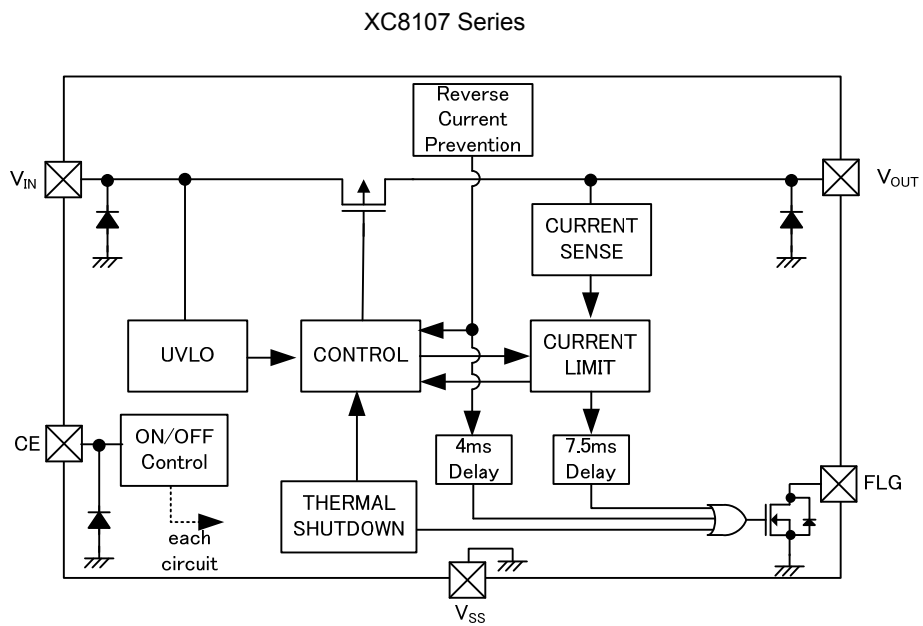 XC8107 Series
Reverse
Current
Prevention
VIN
VOUT
CURRENT
SENSE
UVLO
CONTROL
CURRENT
LIMIT
CE
ON/OFF
Control
4ms
Delay
7.5ms
Delay
FLG
THERMAL
SHUTDOWN
each
circuit
VSS